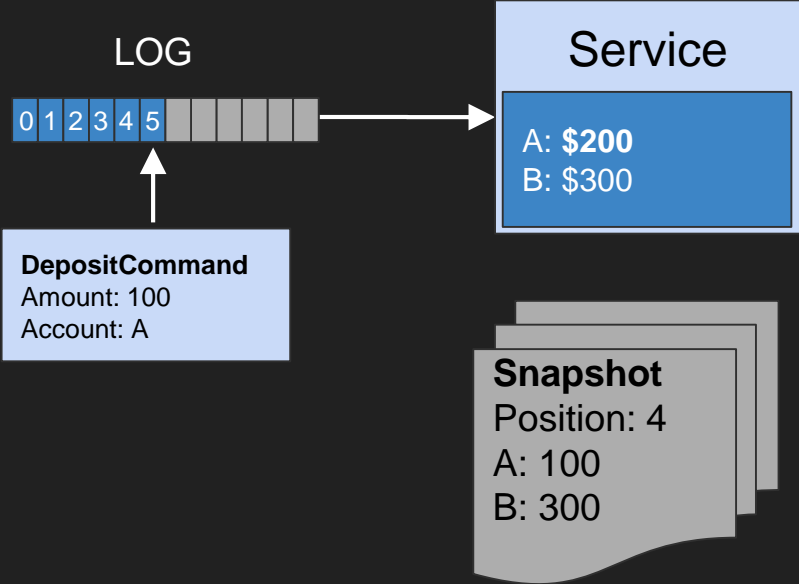 LOG
Service
0 1 2 3 4 5
A: $200
B: $300
DepositCommand
Amount: 100
Account: A
Snapshot
Position: 4
A: 100
B: 300